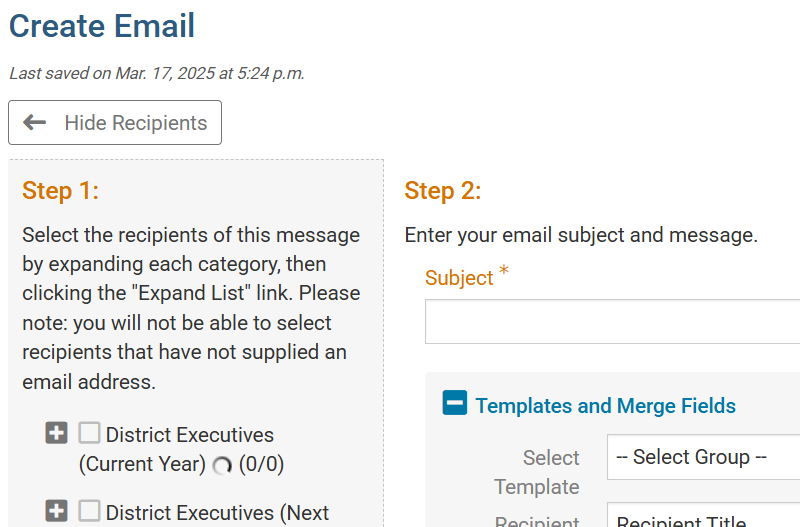 Create Email
Last saved on Mar. 17, 2025 at 5:24 p.m.
Hide Recipients
Step 1:
Select the recipients of this message
by expanding each category, then
clicking the "Expand List" link. Please
note: you will not be able to select
recipients that have not supplied an
email address.
District Executives
(Current Year) (0/0)
District Executives (Next
Step 2:
Enter your email subject and message.
Subject *
Templates and Merge Fields
Select
Template
-- Select Group --
Recipient
Recipient Title